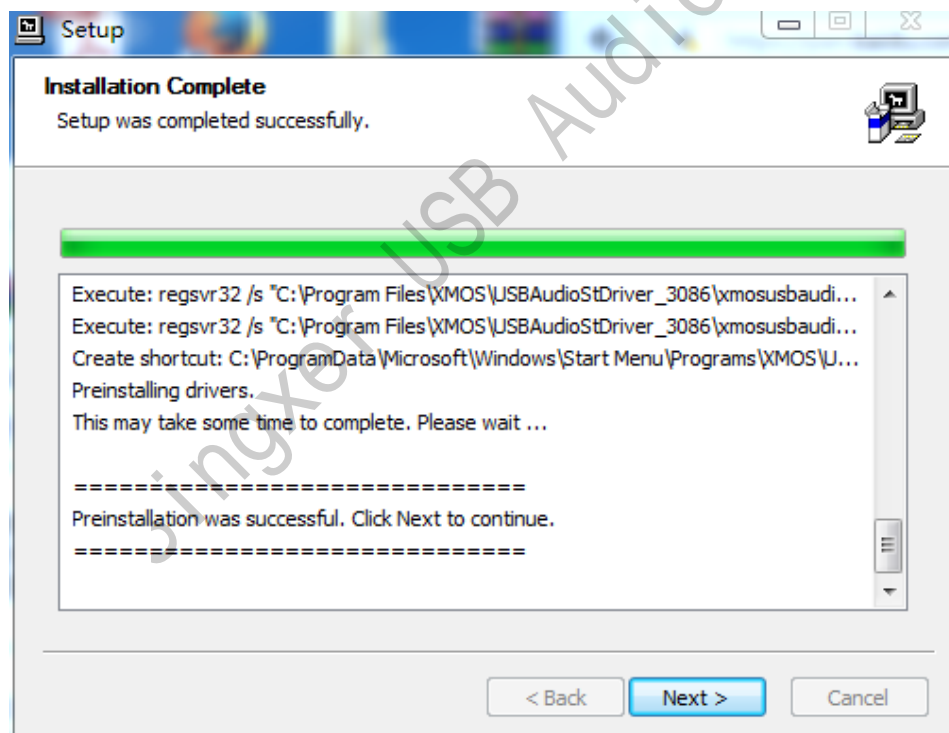 Setup
Installation Complete
Setup was completed successfully.
Execute: regsvr32 /s "C:\Program Files\XMOS\USBAudioStDriver_3086\xmosusbaudi...
Execute: regsvr32 /s "C:\Program Files\XMOS\USBAudioStDriver_3086\xmosusbaudi...
Create shortcut: C:\ProgramData\Microsoft\Windows\Start Menu\Programs\XMOS\U...
Preinstalling drivers.
This may take some time to complete. Please wait ...
==============================
Preinstallation was successful. Click Next to continue.
==============================
< Back Next > Cancel
Jingxer USB Audio